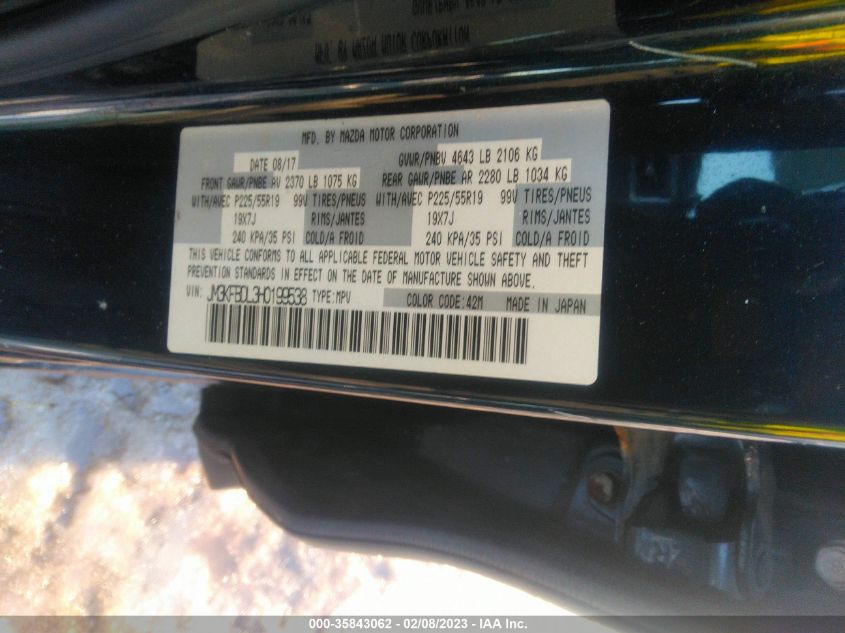 MFD. BY MAZDA MOTOR CORPORATION
DATE 08/17 GVWR/PNBV 4643 LB 2106 KG
FRONT GAWR/PNBE AV 2370 LB 1075 KG REAR GAWR/PNBE AR 2280 LB 1034 KG
WITH/AVEC P225/55R19 99V TIRES/PNEUS WITH/AVEC P225/55R19 99V TIRES/PNEUS
19X7J RIMS/JANTES 19X7J RIMS/JANTES
240 KPA/35 PSI COLD/A FROID 240 KPA/35 PSI COLD/A FROID
THIS VEHICLE CONFORMS TO ALL APPLICABLE FEDERAL MOTOR VEHICLE SAFETY AND THEFT
PREVENTION STANDARDS IN EFFECT ON THE DATE OF MANUFACTURE SHOWN ABOVE.
VIN: JM3KFBDL3H0199538 TYPE:MPV COLOR CODE:42M MADE IN JAPAN
000-35843062 - 02/08/2023 - IAA Inc.